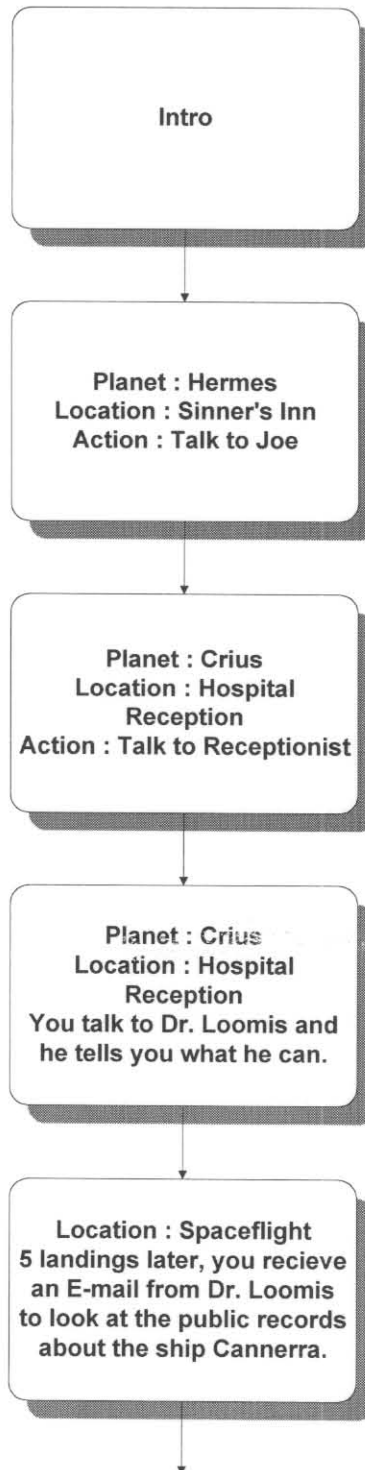 Intro
Planet : Hermes
Location : Sinner's Inn
Action : Talk to Joe
Planet : Crius
Location : Hospital
Reception
Action : Talk to Receptionist
Planet : Crius
Location : Hospital
Reception
You talk to Dr. Loomis and
he tells you what he can.
Location : Spaceflight
5 landings later, you recieve
an E-mail from Dr. Loomis
to look at the public records
about the ship Cannerra.